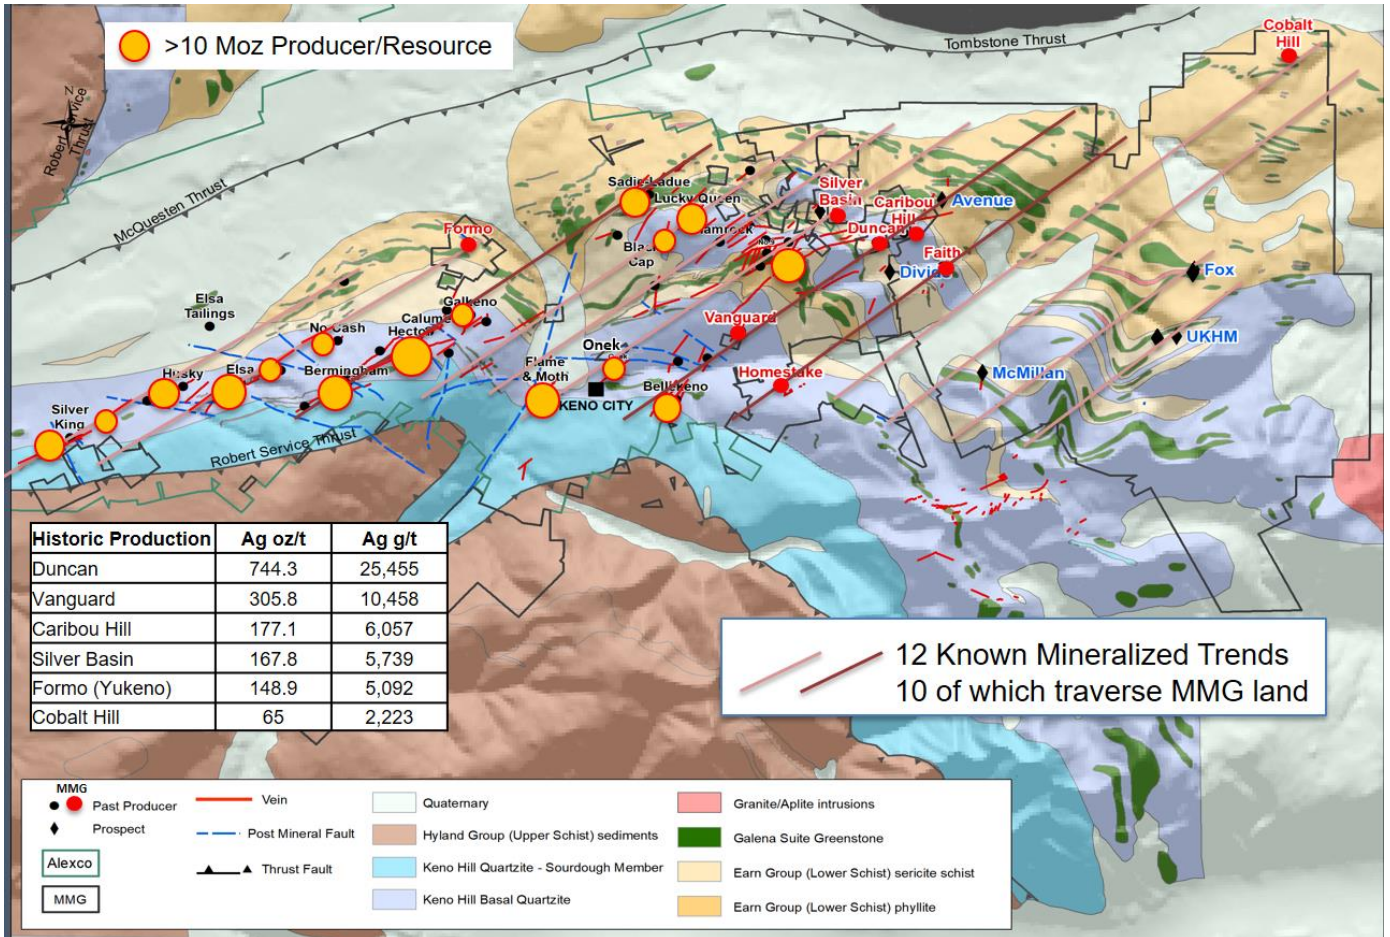 >10 Moz Producer/Resource
Cobalt
Hill
Tombstone Thrust
N
Robert Service
Thrust
McQuesten Thrust
Sadie-Ladue
Lucky Queen
Silver
Basin
Caribou
Hill
Avenue
Formo
Duncan
Black
Cap
Faith
Fox
Elsa
Tailings
Galkeno
No Cash
Vanguard
UKHM
Onek
Flame
& Moth
Husky
Elsa
Bermingham
Homestake
McMillan
Bellekeno
KENO CITY
Silver
King
Robert Service Thrust
Historic Production Ag oz/t Ag g/t
Duncan 744.3 25,455
Vanguard 305.8 10,458
Caribou Hill 177.1 6,057
Silver Basin 167.8 5,739
Formo (Yukeno) 148.9 5,092
Cobalt Hill 65 2,223
12 Known Mineralized Trends
10 of which traverse MMG land
MMG
Past Producer
Prospect
Alexco
MMG
Vein
Post Mineral Fault
Thrust Fault
Quaternary
Hyland Group (Upper Schist) sediments
Keno Hill Quartzite - Sourdough Member
Keno Hill Basal Quartzite
Granite/Aplite intrusions
Galena Suite Greenstone
Earn Group (Lower Schist) sericite schist
Earn Group (Lower Schist) phyllite